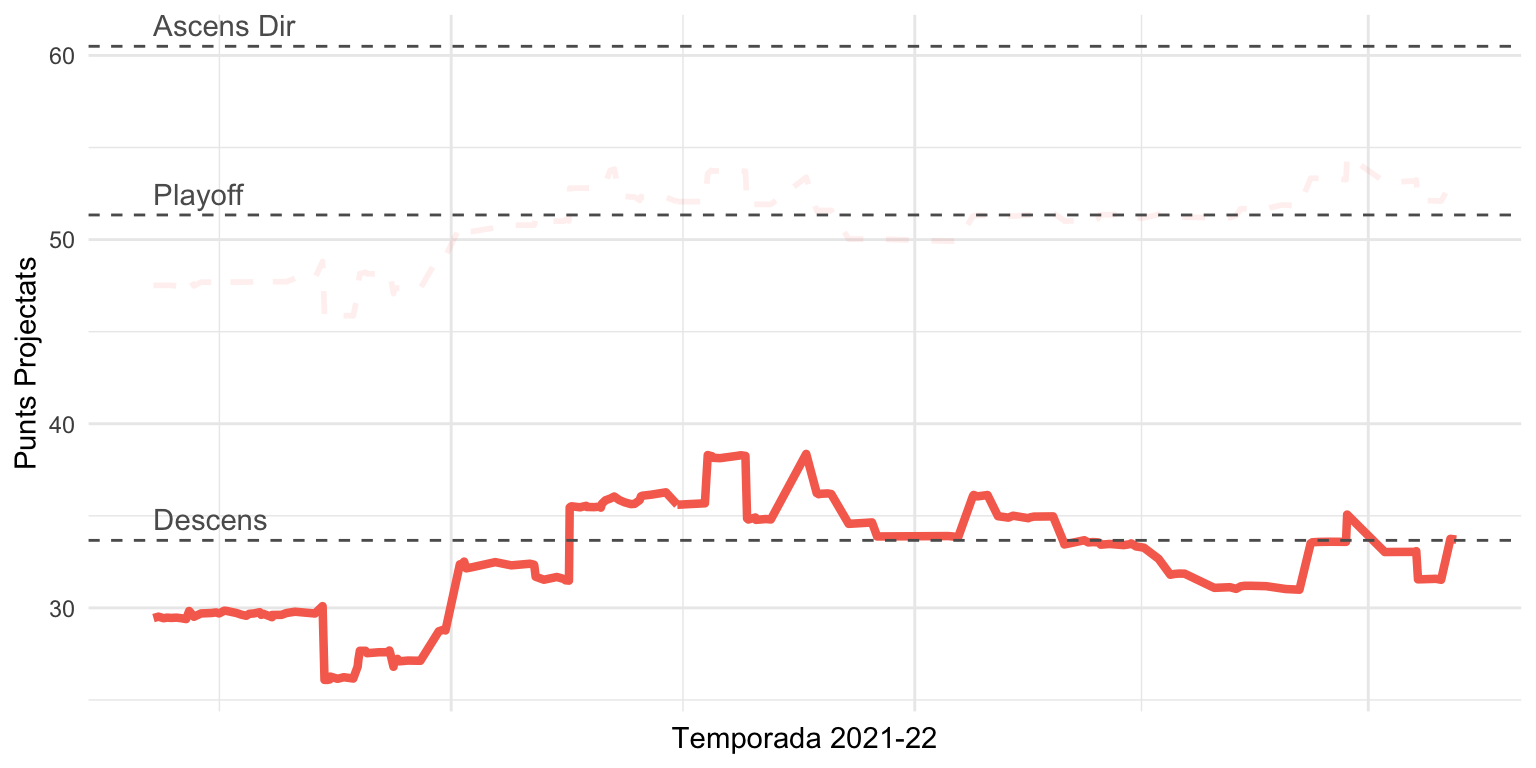 Ascens Dir
60
Playoff
50
40
Descens
30
Punts Projectats
Temporada 2021-22